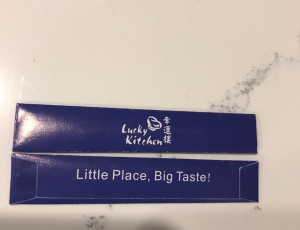 Lucky
Kitchen
幸運樓
Little Place, Big Taste!